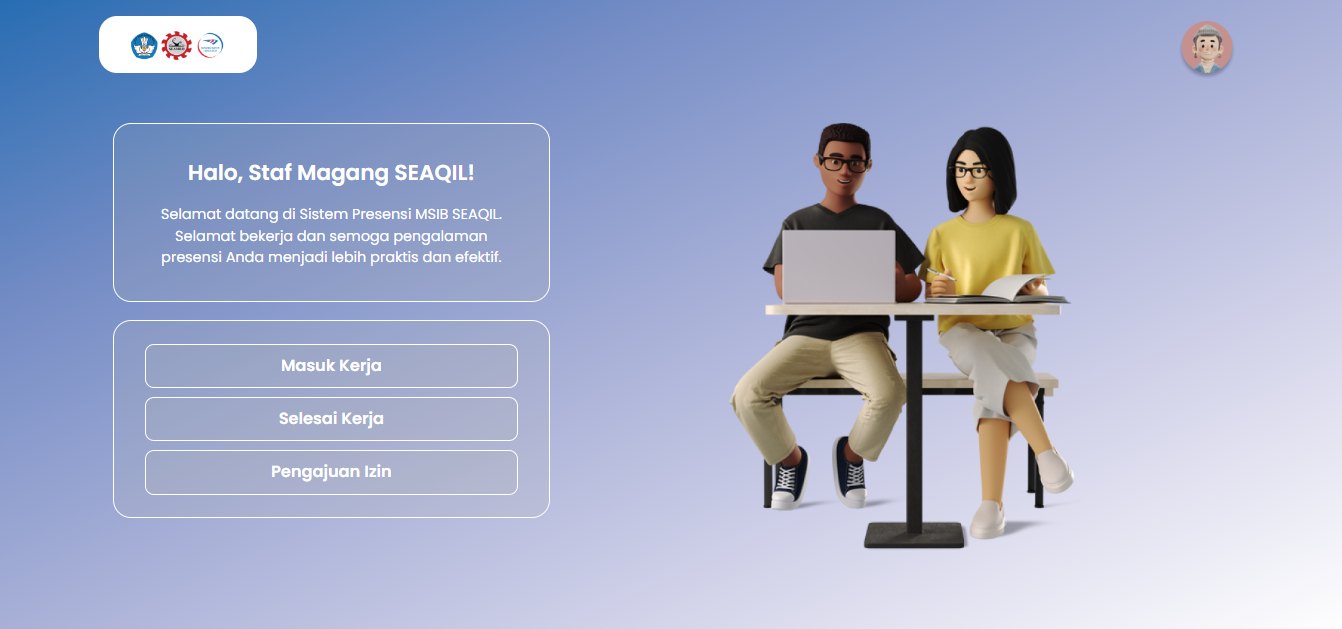 Halo, Staf Magang SEAQIL!
Selamat datang di Sistem Presensi MSIB SEAQIL.
Selamat bekerja dan semoga pengalaman
presensi Anda menjadi lebih praktis dan efektif.
Masuk Kerja
Selesai Kerja
Pengajuan Izin